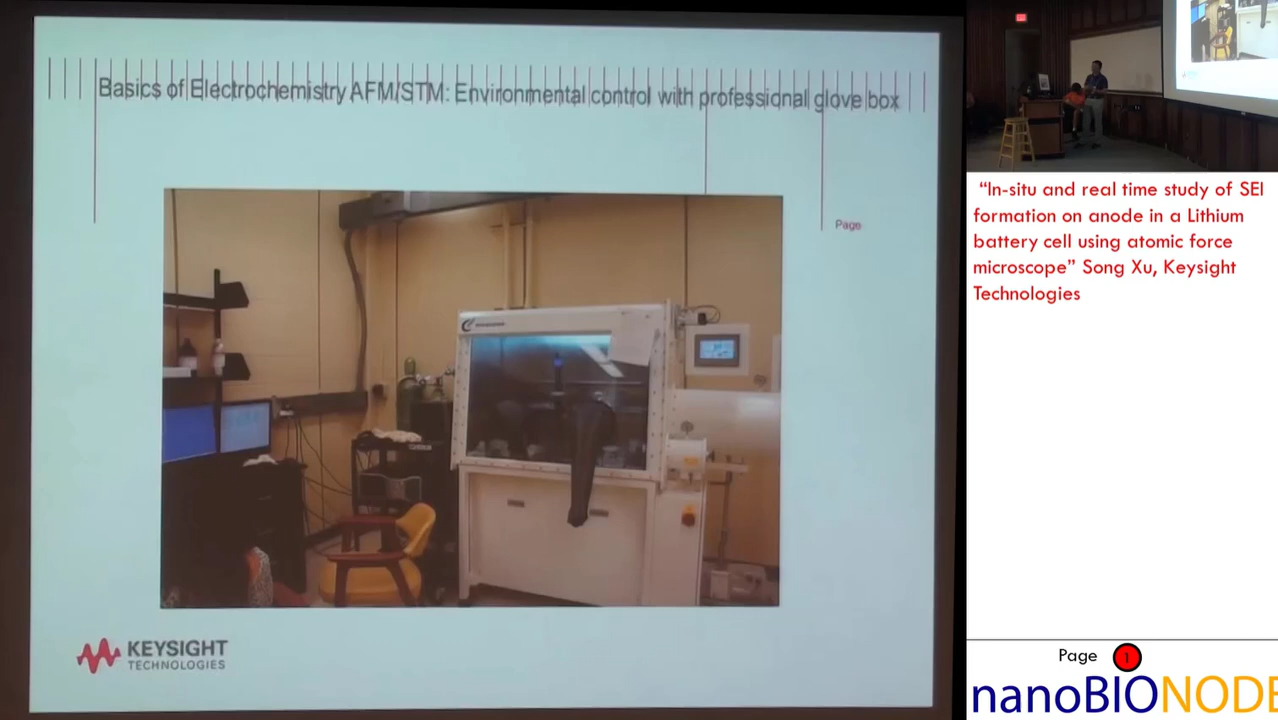 Basics of Electrochemistry AFM/STM: Environmental control with professional glove box
Page
KEYSIGHT
TECHNOLOGIES
“In-situ and real time study of SEI
formation on anode in a Lithium
battery cell using atomic force
microscope” Song Xu, Keysight
Technologies
Page 1
nanoBIONODE